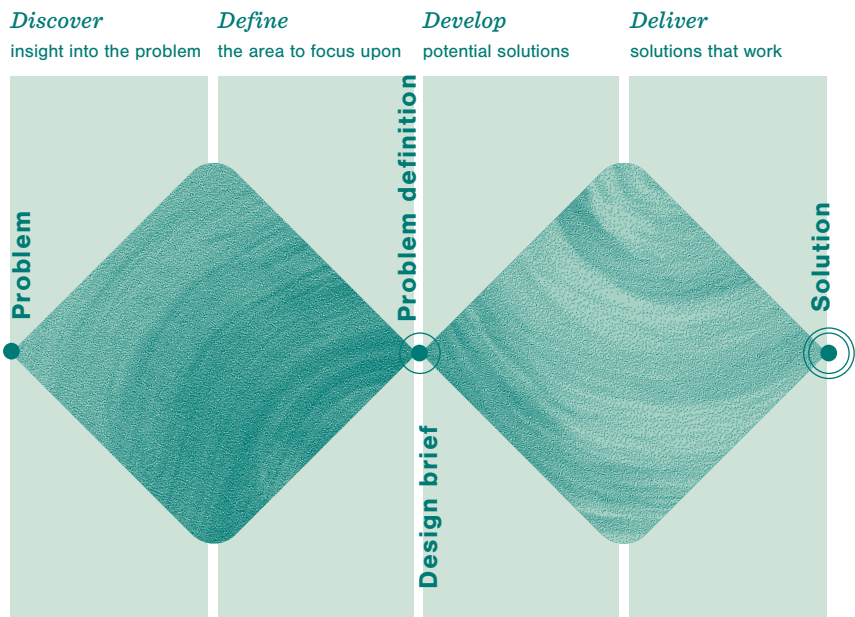 Discover
insight into the problem
Define
the area to focus upon
Develop
potential solutions
Deliver
solutions that work
Problem
Problem definition
Design brief
Solution